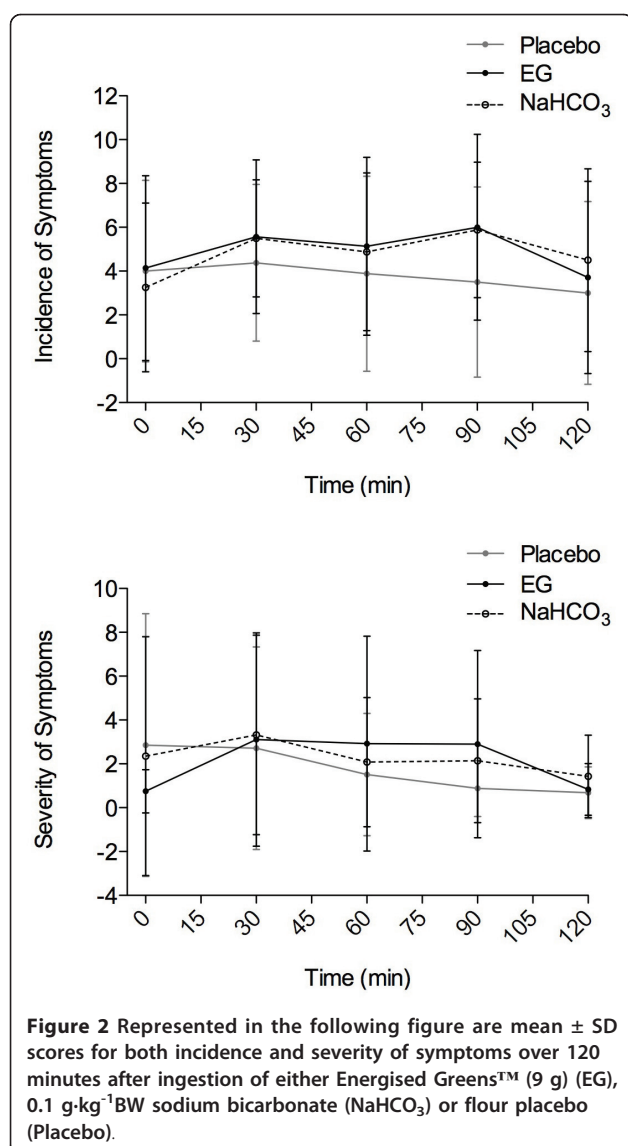 Placebo
EG
NaHCO₃
12
10
8
6
4
2
0
-2
Incidence of Symptoms
0
15
30
45
60
75
90
105
120
Time (min)
Placebo
EG
NaHCO₃
10
8
6
4
2
0
-2
-4
Severity of Symptoms
0
15
30
45
60
75
90
105
120
Time (min)
Figure 2 Represented in the following figure are mean ± SD
scores for both incidence and severity of symptoms over 120
minutes after ingestion of either Energised Greens™ (9 g) (EG),
0.1 g·kg⁻¹BW sodium bicarbonate (NaHCO₃) or flour placebo
(Placebo).